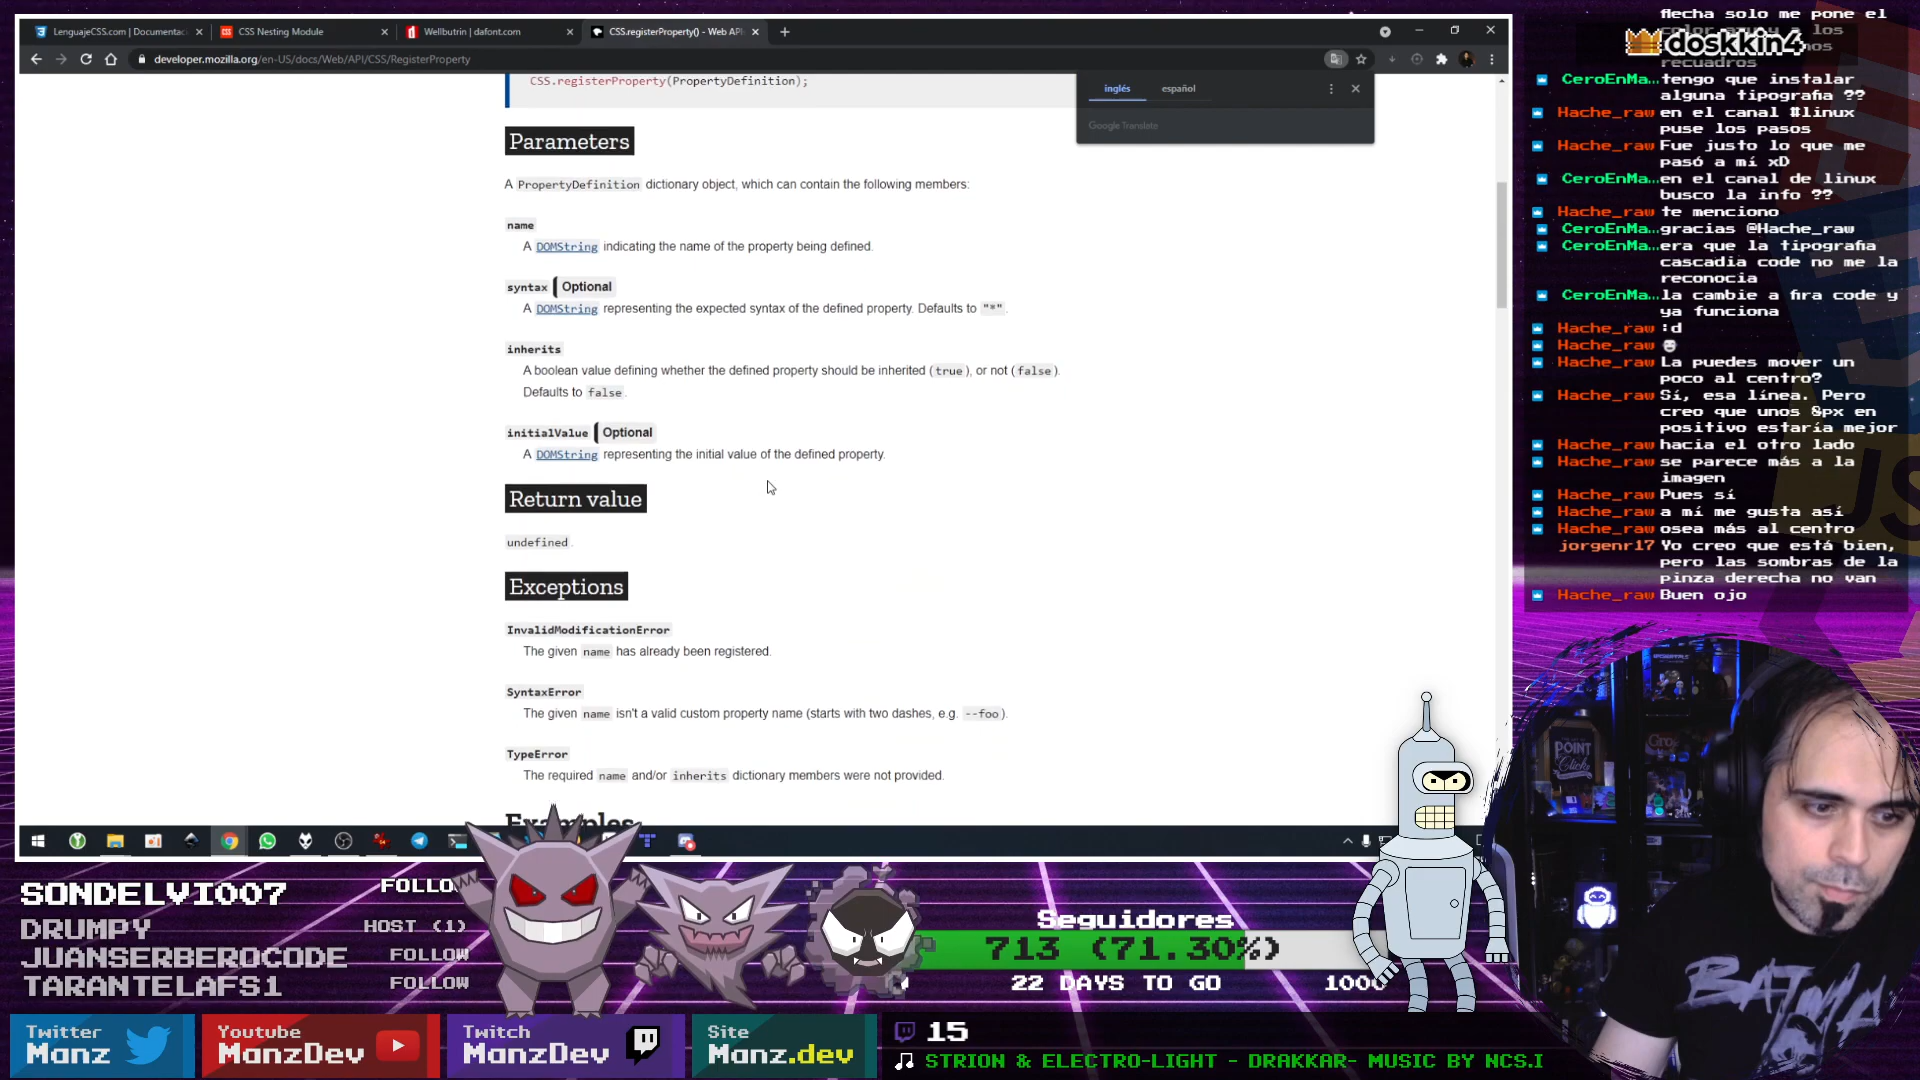 LenguajeCSS.com | Documentac
CSS Nesting Module
Wellbutrin | dafont.com
CSS.registerProperty() - Web API
developer.mozilla.org/en-US/docs/Web/API/CSS/RegisterProperty
CSS.registerProperty(PropertyDefinition);
inglés
español
Google Translate
Parameters
A PropertyDefinition dictionary object, which can contain the following members:
name
A DOMString indicating the name of the property being defined.
syntax Optional
A DOMString representing the expected syntax of the defined property. Defaults to "*".
inherits
A boolean value defining whether the defined property should be inherited (true), or not (false).
Defaults to false.
initialValue Optional
A DOMString representing the initial value of the defined property.
Return value
undefined.
Exceptions
InvalidModificationError
The given name has already been registered.
SyntaxError
The given name isn't a valid custom property name (starts with two dashes, e.g. --foo).
TypeError
The required name and/or inherits dictionary members were not provided.
Examples
flecha solo me pone el
doskkin4
recuadros
CeroEnMa… tengo que instalar
alguna tipografia ??
Hache_raw en el canal #linux
puse los pasos
Hache_raw Fue justo lo que me
pasó a mí xD
CeroEnMa… en el canal de linux
busco la info ??
Hache_raw te menciono
CeroEnMa… gracias @Hache_raw
CeroEnMa… era que la tipografia
cascadia code no me la
reconocia
CeroEnMa… la cambie a fira code y
ya funciona
Hache_raw :d
Hache_raw
Hache_raw La puedes mover un
poco al centro?
Hache_raw Sí, esa línea. Pero
creo que unos &px en
positivo estaría mejor
Hache_raw hacia el otro lado
Hache_raw se parece más a la
imagen
Hache_raw Pues sí
Hache_raw a mí me gusta así
Hache_raw osea más al centro
jorgenr17 Yo creo que está bien,
pero las sombras de la
pinza derecha no van
Hache_raw Buen ojo
POINT
Click
SONDELVI007 FOLLO
DRUMPY HOST (1)
JUANSERBEROCODE FOLLOW
TARANTELAFS1 FOLLOW
Seguidores
713 (71.30%)
22 DAYS TO GO
1000
Twitter
Manz
Youtube
ManzDev
Twitch
ManzDev
Site
Manz.dev
15
STRION & ELECTRO-LIGHT - DRAKKAR- MUSIC BY NCS.I